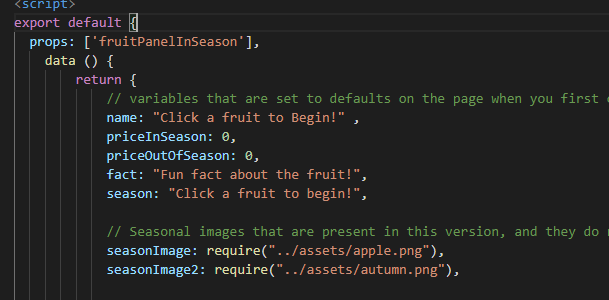 <script>
export default {
props: ['fruitPanelInSeason'],
data () {
return {
// variables that are set to defaults on the page when you first
name: "Click a fruit to Begin!" ,
priceInSeason: 0,
priceOutOfSeason: 0,
fact: "Fun fact about the fruit!",
season: "Click a fruit to begin!",
// Seasonal images that are present in this version, and they do
seasonImage: require("../assets/apple.png"),
seasonImage2: require("../assets/autumn.png"),